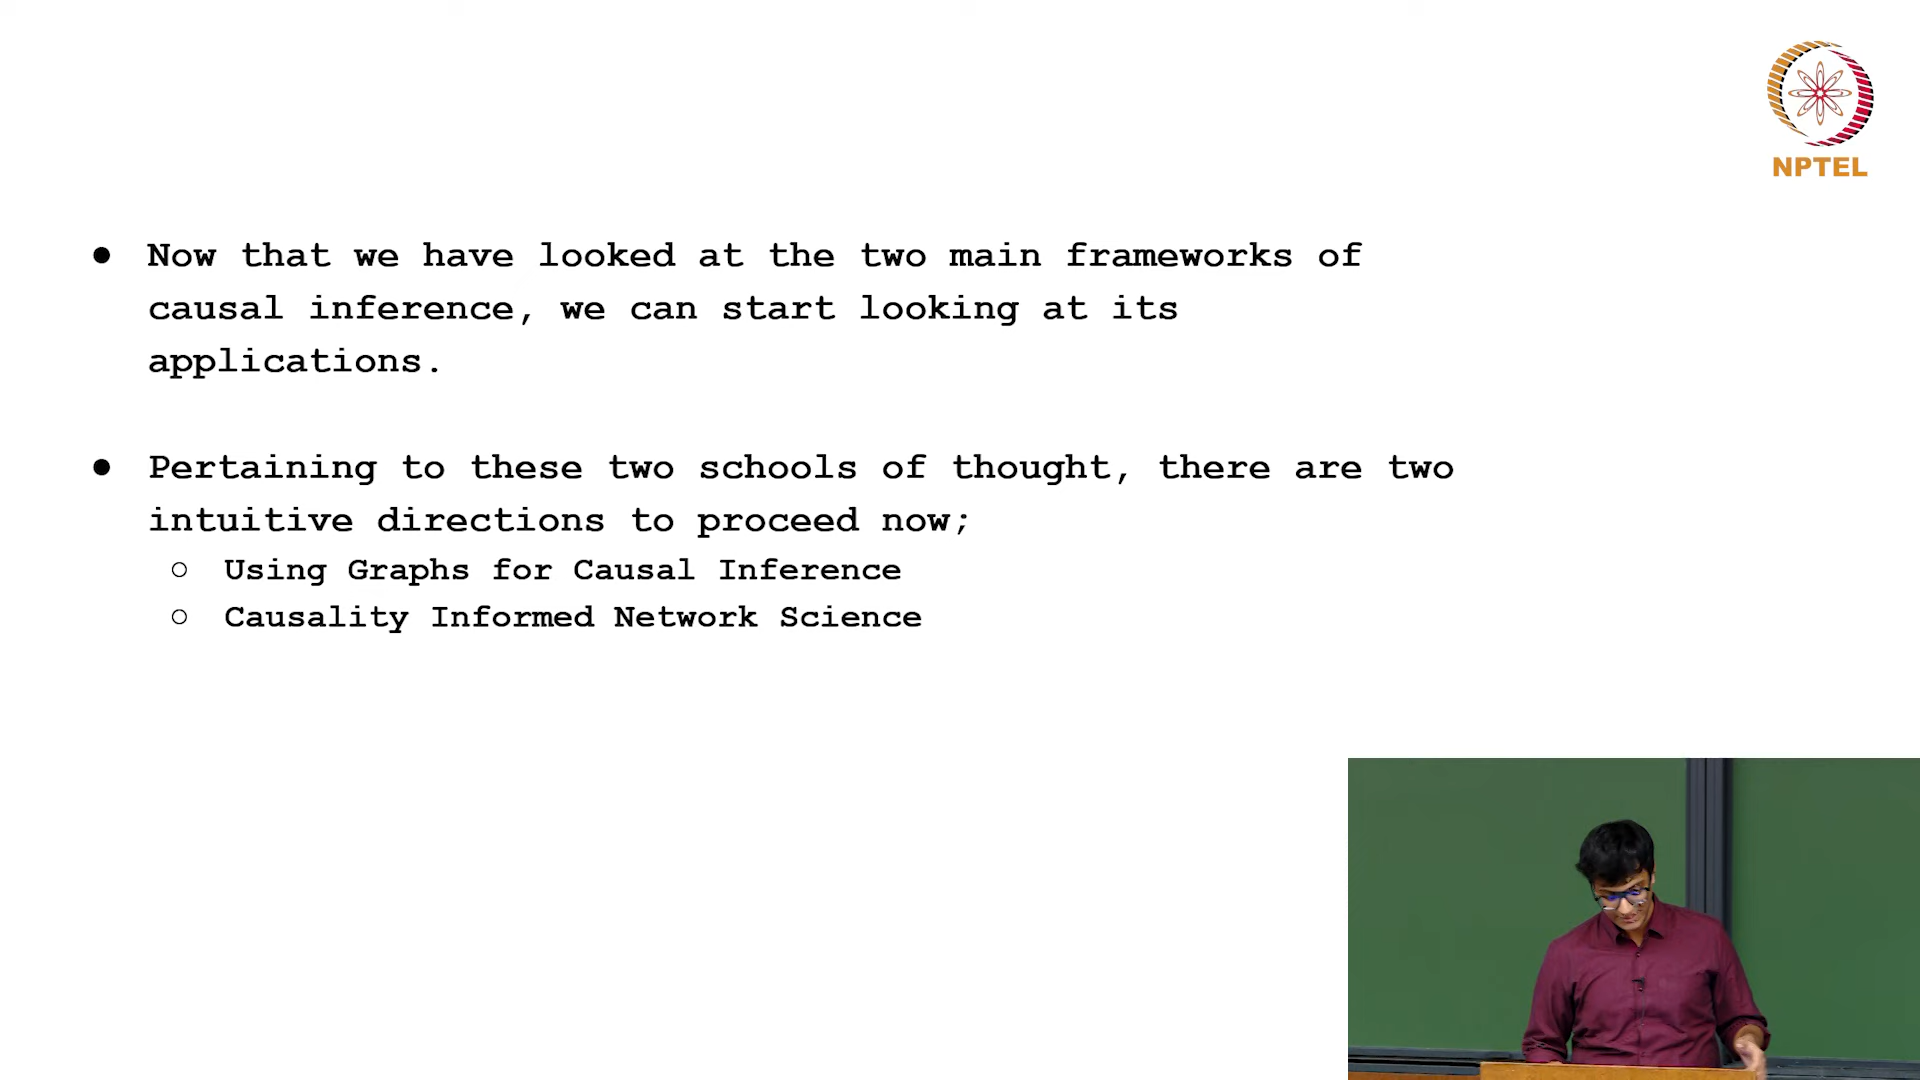 NPTEL
● Now that we have looked at the two main frameworks of
causal inference, we can start looking at its
applications.
● Pertaining to these two schools of thought, there are two
intuitive directions to proceed now;
○ Using Graphs for Causal Inference
○ Causality Informed Network Science